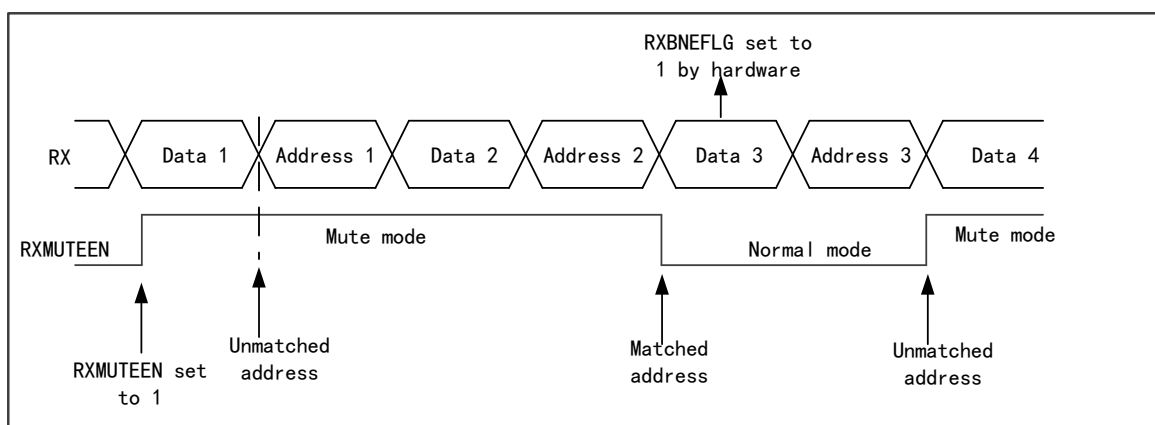 RXBNEFLG set to
1 by hardware
RX
Data 1
Address 1
Data 2
Address 2
Data 3
Address 3
Data 4
RXMUTEEN
Mute mode
Normal mode
Mute mode
RXMUTEEN set
to 1
Unmatched
address
Matched
address
Unmatched
address